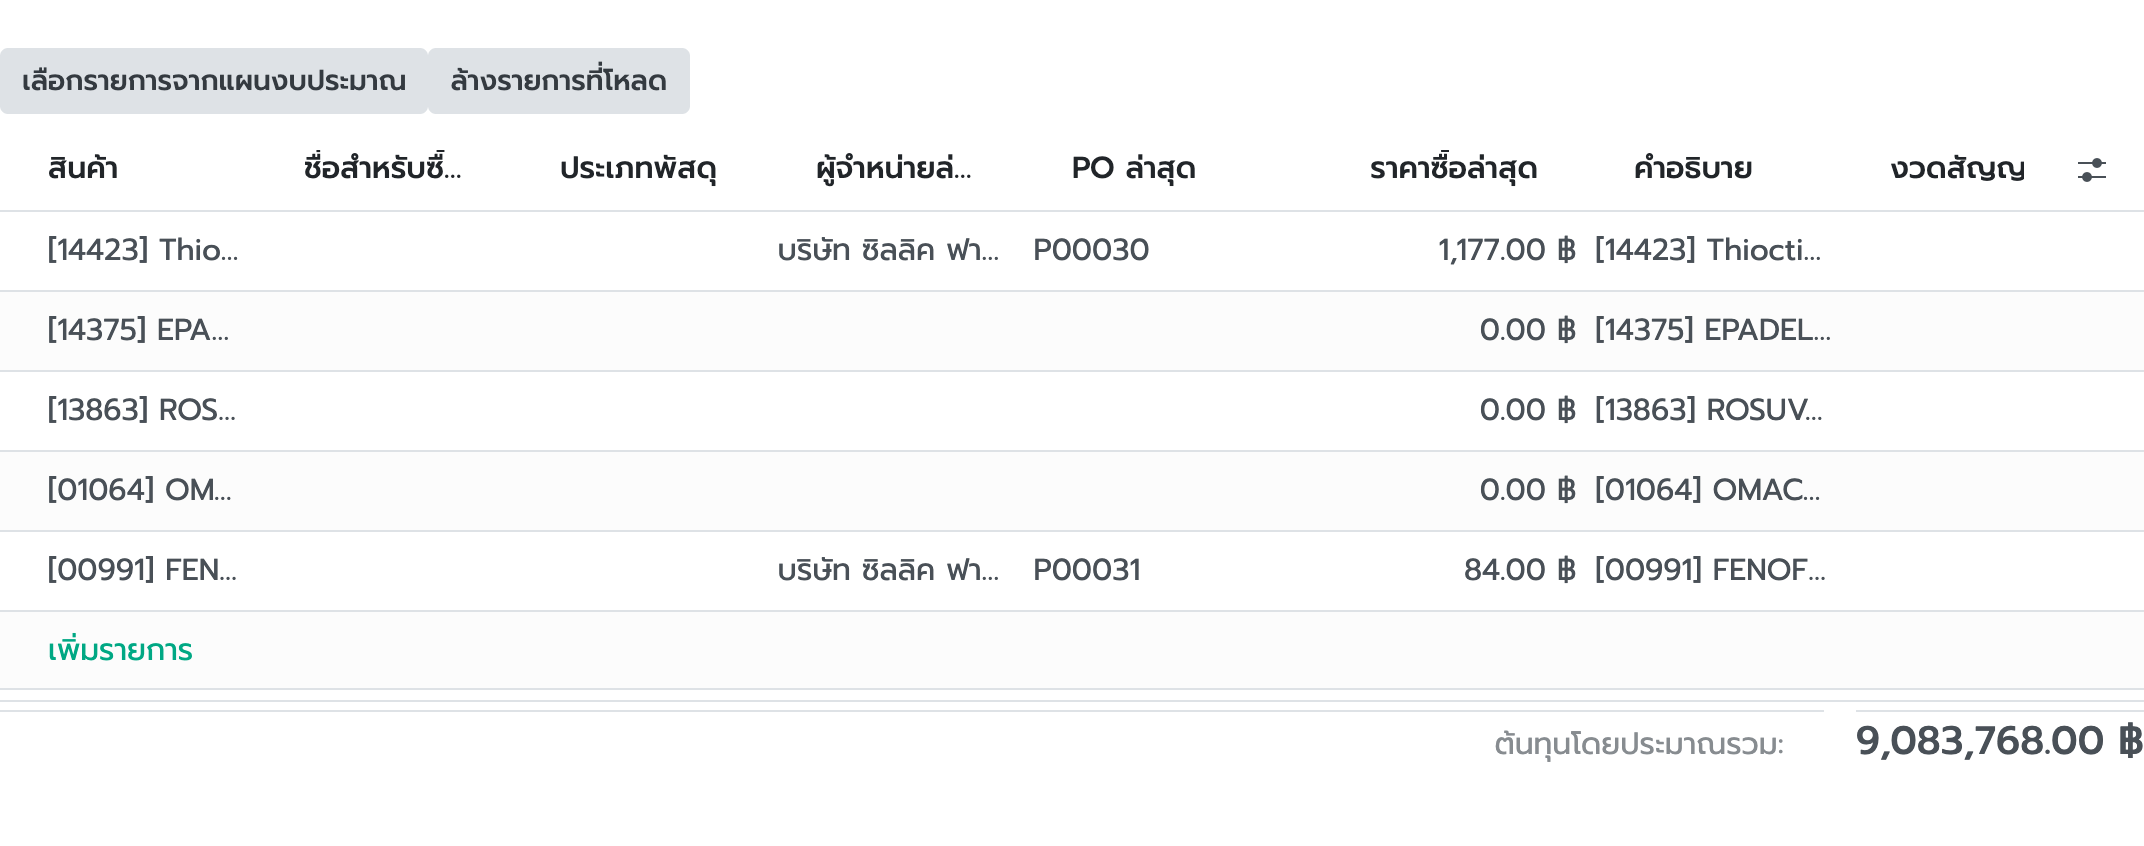 เลือกรายการจากแผนงบประมาณ ล้างรายการที่โหลด
สินค้า ชื่อสำหรับซื้... ประเภทพัสดุ ผู้จำหน่ายล่... PO ล่าสุด ราคาซื้อล่าสุด คำอธิบาย งวดสัญญ
[14423] Thio... บริษัท ซิลลิค ฟา... P00030 1,177.00 ฿ [14423] Thiocti...
[14375] EPA... 0.00 ฿ [14375] EPADEL...
[13863] ROS... 0.00 ฿ [13863] ROSUV...
[01064] OM... 0.00 ฿ [01064] OMAC...
[00991] FEN... บริษัท ซิลลิค ฟา... P00031 84.00 ฿ [00991] FENOF...
เพิ่มรายการ
ต้นทุนโดยประมาณรวม: 9,083,768.00 ฿